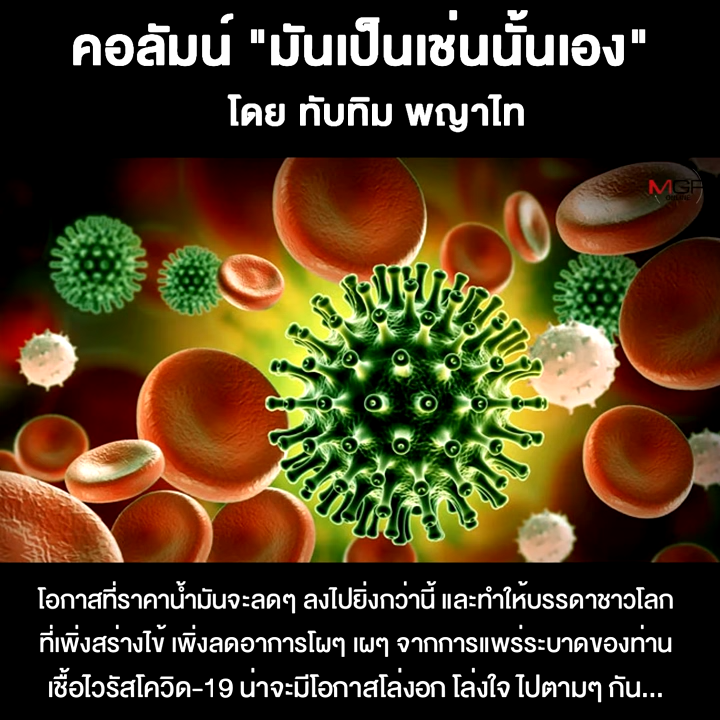 คอลัมน์ "มันเป็นเช่นนั้นเอง"
โดย ทับทิม พญาไท
MGR
โอกาสที่ราคาน้ำมันจะลดๆ ลงไปยิ่งกว่านี้ และทำให้บรรดาชาวโลก
ที่เพิ่งสร่างไข้ เพิ่งลดอาการโผๆ เผๆ จากการแพร่ระบาดของท่าน
เชื้อไวรัสโควิด-19 น่าจะมีโอกาสโล่งอก โล่งใจ ไปตามๆ กัน...